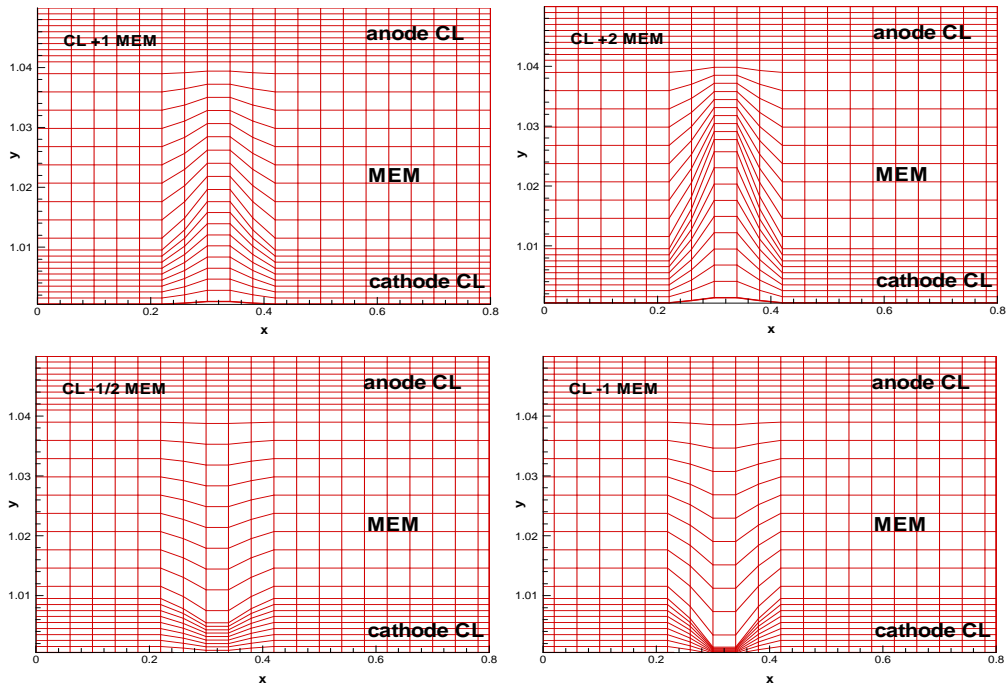 CL +1 MEM
anode CL
1.04
1.03
y
1.02
MEM
1.01
cathode CL
0
0.2
0.4
0.6
0.8
x
CL +2 MEM
anode CL
1.04
1.03
y
1.02
MEM
1.01
cathode CL
0
0.2
0.4
0.6
0.8
x
CL -1/2 MEM
anode CL
1.04
1.03
y
1.02
MEM
1.01
cathode CL
0
0.2
0.4
0.6
0.8
x
CL -1 MEM
anode CL
1.04
1.03
y
1.02
MEM
1.01
cathode CL
0
0.2
0.4
0.6
0.8
x